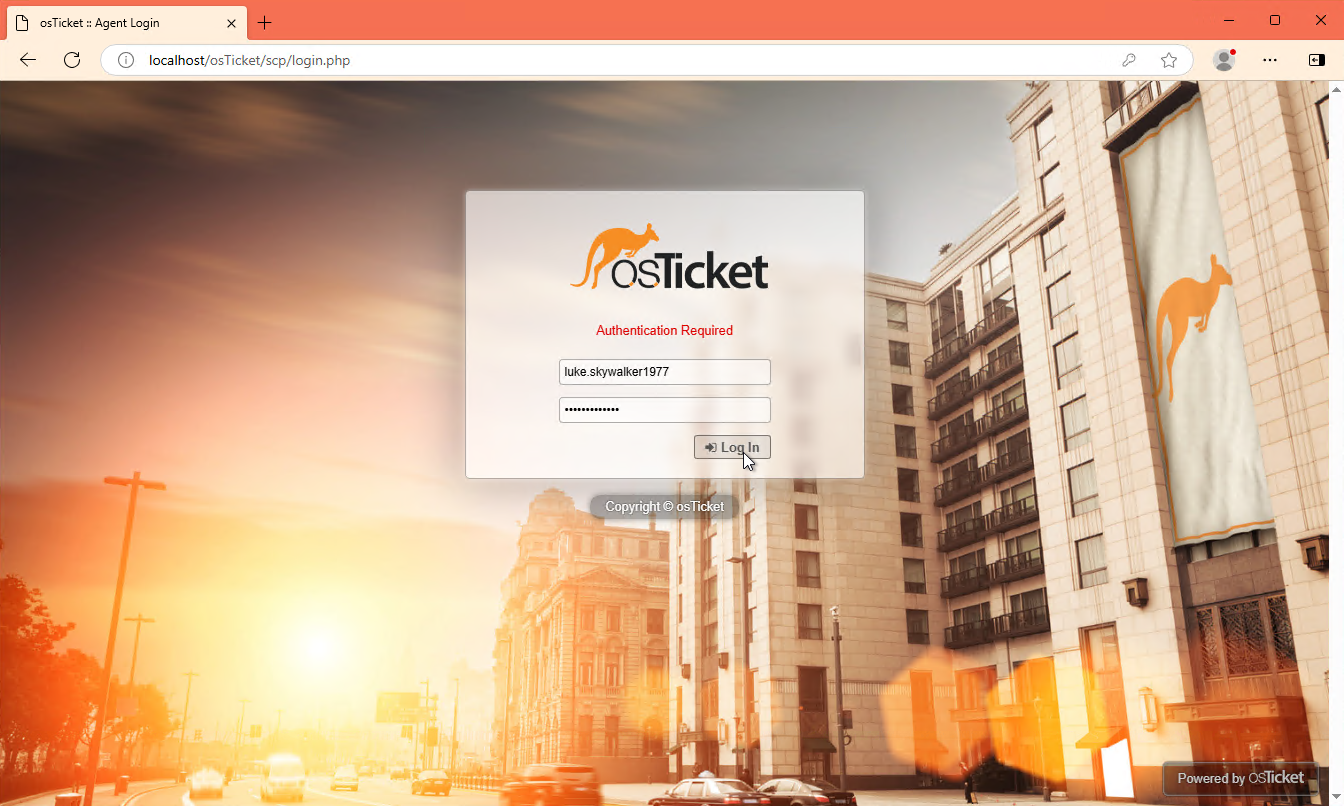 osTicket :: Agent Login
localhost/osTicket/scp/login.php
osTicket
Authentication Required
luke.skywalker1977
•••••••••••••
Log In
Copyright © osTicket
Powered by osTicket